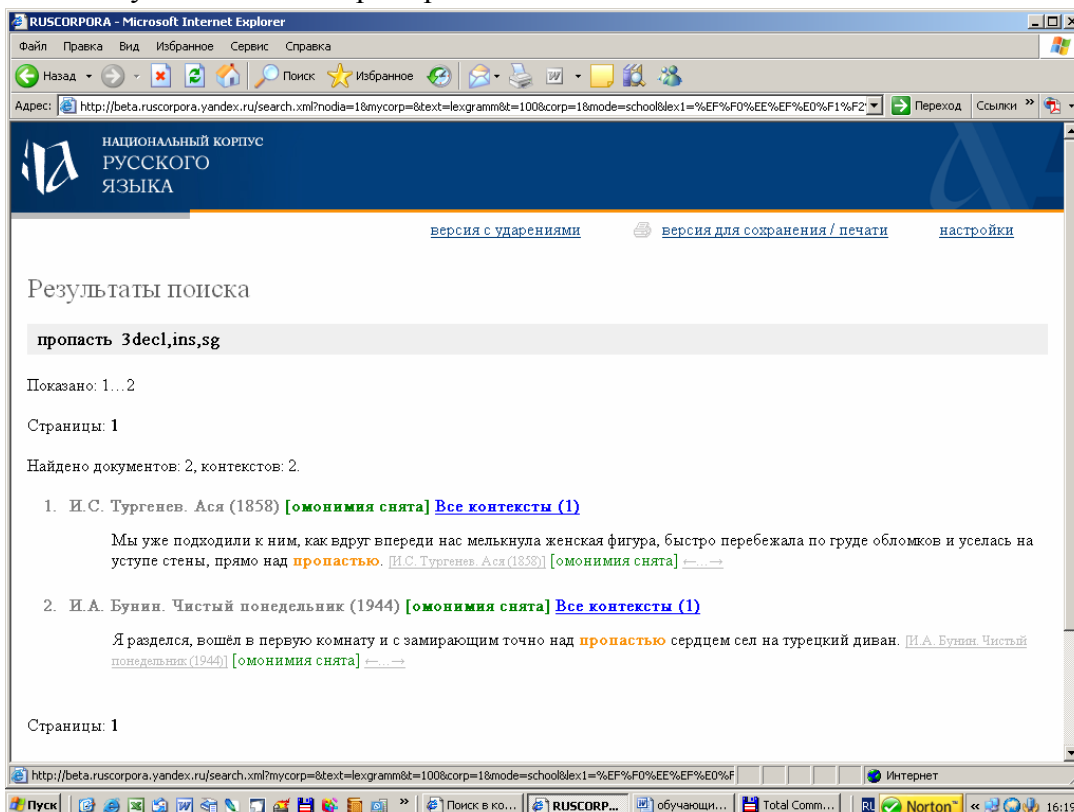 RUSCORPORA - Microsoft Internet Explorer
Файл Правка Вид Избранное Сервис Справка
Назад Поиск Избранное
Адрес: http://beta.ruscorpora.yandex.ru/search.xml?nodia=1&mycorp=&text=lexgramm&t=100&corp=1&mode=school&lex1=%EF%F0%EE%EF%E0%F1%F2 Переход Ссылки »
НАЦИОНАЛЬНЫЙ КОРПУС
РУССКОГО
ЯЗЫКА
версия с ударениями версия для сохранения / печати настройки
Результаты поиска
пропасть 3decl,ins,sg
Показано: 1…2
Страницы: 1
Найдено документов: 2, контекстов: 2.
1. И.С. Тургенев. Ася (1858) [омонимия снята] Все контексты (1)
Мы уже подходили к ним, как вдруг впереди нас мелькнула женская фигура, быстро перебежала по груде обломков и уселась на
уступе стены, прямо над пропастью. [И.С. Тургенев. Ася (1858)] [омонимия снята] ←…→
2. И.А. Бунин. Чистый понедельник (1944) [омонимия снята] Все контексты (1)
Я разделся, вошёл в первую комнату и с замирающим точно над пропастью сердцем сел на турецкий диван. [И.А. Бунин. Чистый
понедельник (1944)] [омонимия снята] ←…→
Страницы: 1
http://beta.ruscorpora.yandex.ru/search.xml?mycorp=&text=lexgramm&t=100&corp=1&mode=school&lex1=%EF%F0%EE%EF%E0%F Интернет
Пуск » Поиск в ко... RUSCORP... обучающи... Total Comm... RU Norton « 16:19